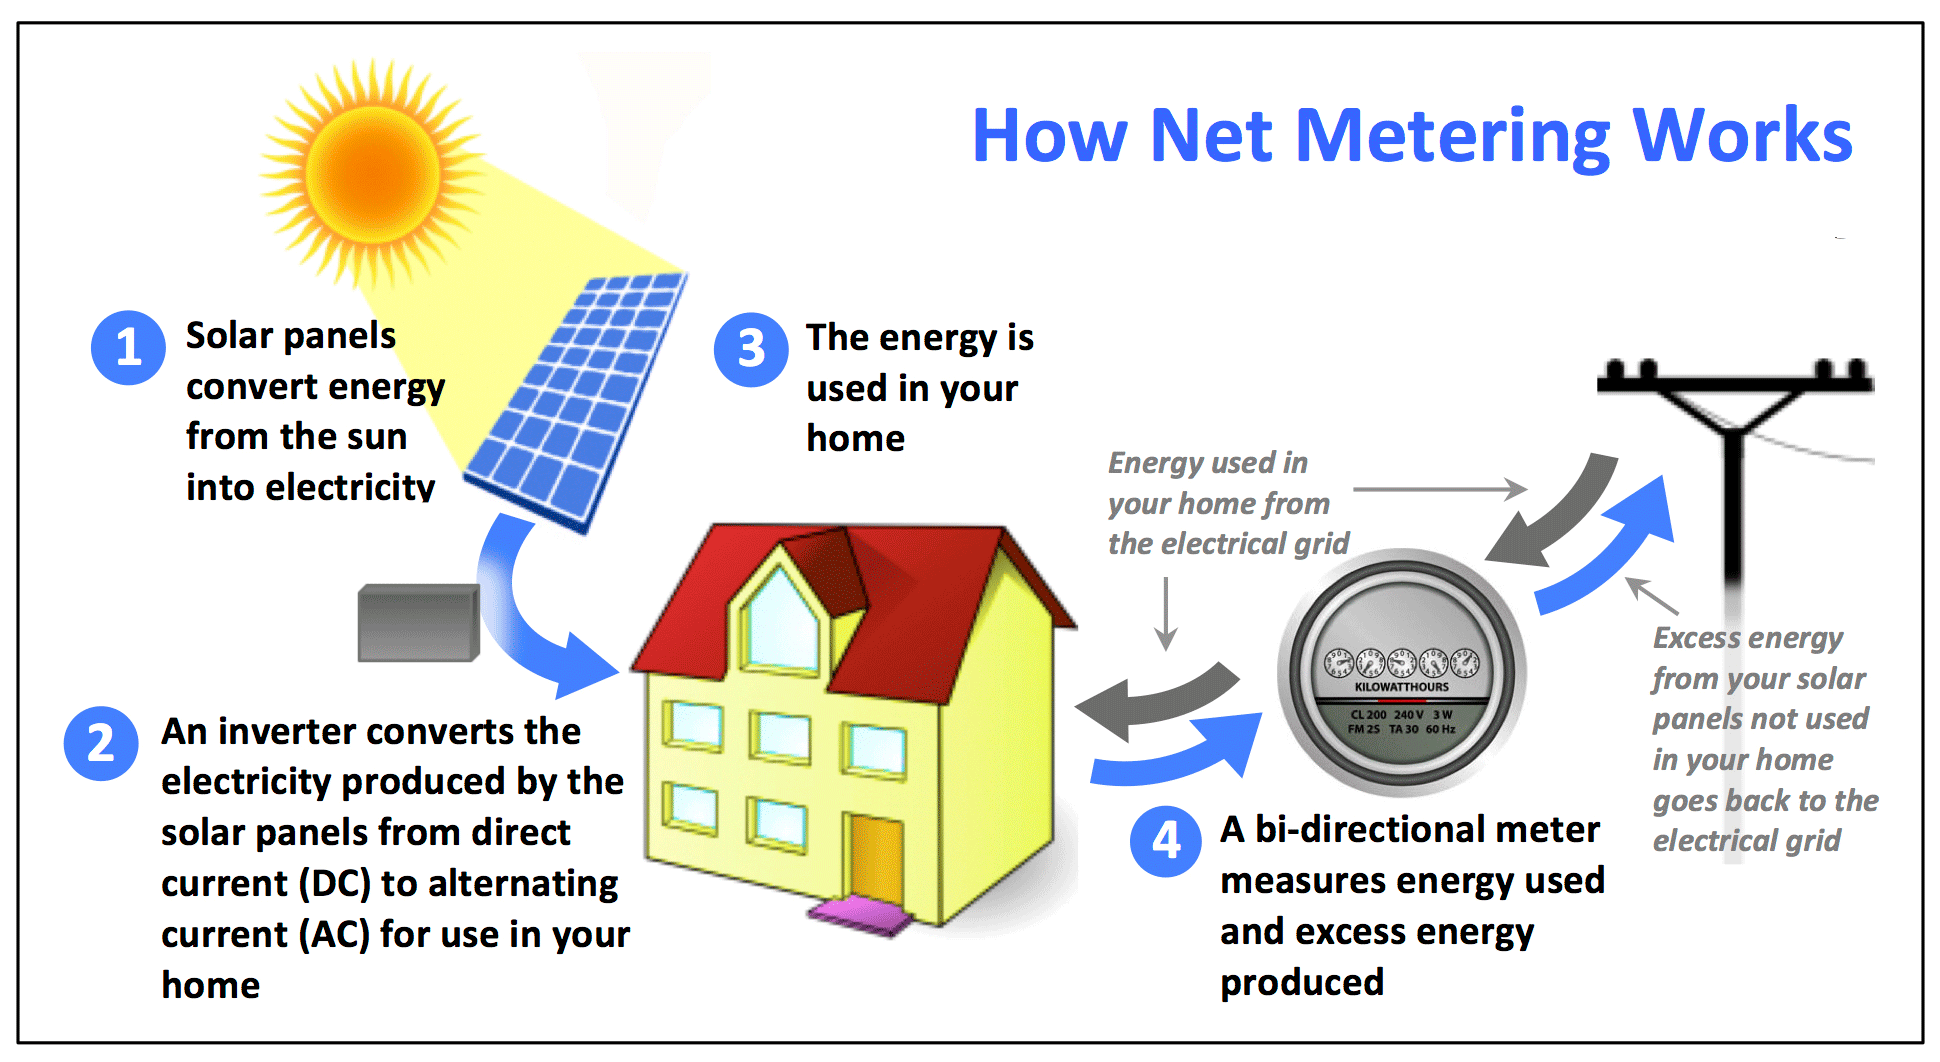 How Net Metering Works
1
Solar panels
convert energy
from the sun
into electricity
2
An inverter converts the
electricity produced by the
solar panels from direct
current (DC) to alternating
current (AC) for use in your
home
3
The energy is
used in your
home
Energy used in
your home from
the electrical grid
KILOWATTHOURS
CL 200 240 V 3 W
FM 2S TA 30 60 Hz
4
A bi-directional meter
measures energy used
and excess energy
produced
Excess energy
from your solar
panels not used
in your home
goes back to the
electrical grid